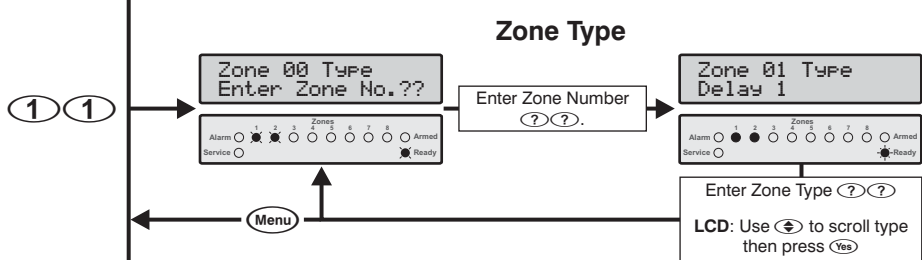 Zone Type
1 1
Zone 00 Type
Enter Zone No.??
Zones
1 2 3 4 5 6 7 8
Alarm Armed
Service Ready
Enter Zone Number
? ?.
Zone 01 Type
Delay 1
Zones
1 2 3 4 5 6 7 8
Alarm Armed
Service Ready
Menu
Enter Zone Type ? ?
LCD: Use to scroll type
then press Yes